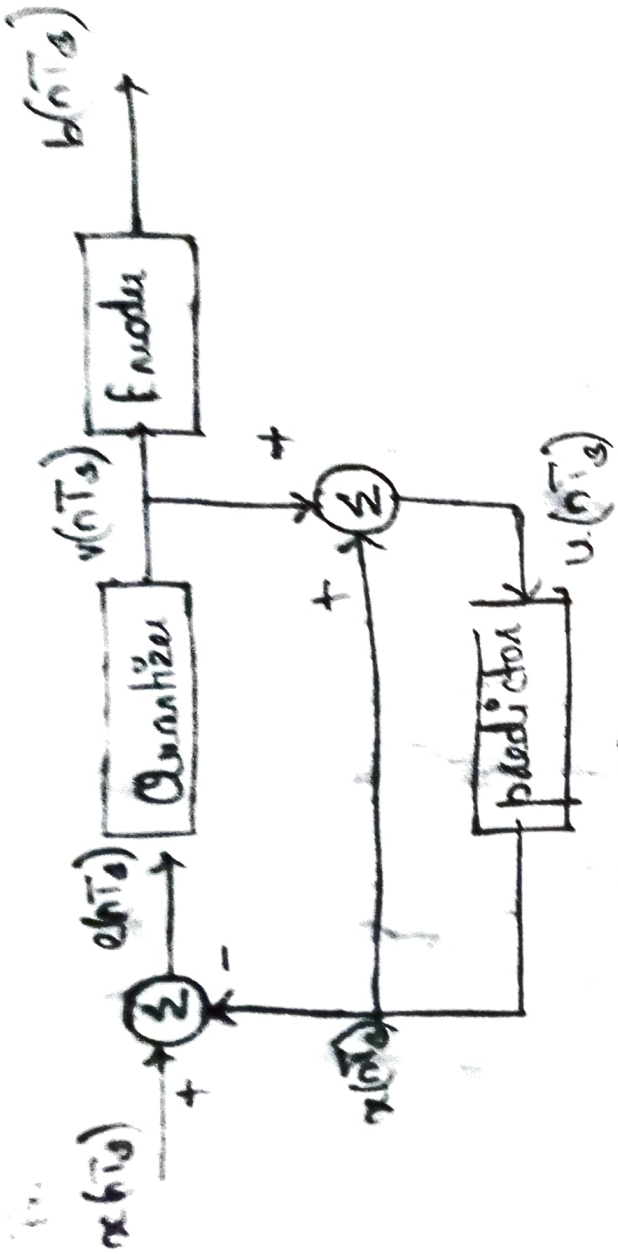 x(nTs)
+
Σ
e(nTs)
-
Quantizer
v(nTs)
Encoder
b(nTs)
+
+
Σ
x̂(nTs)
predictor
u(nTs)